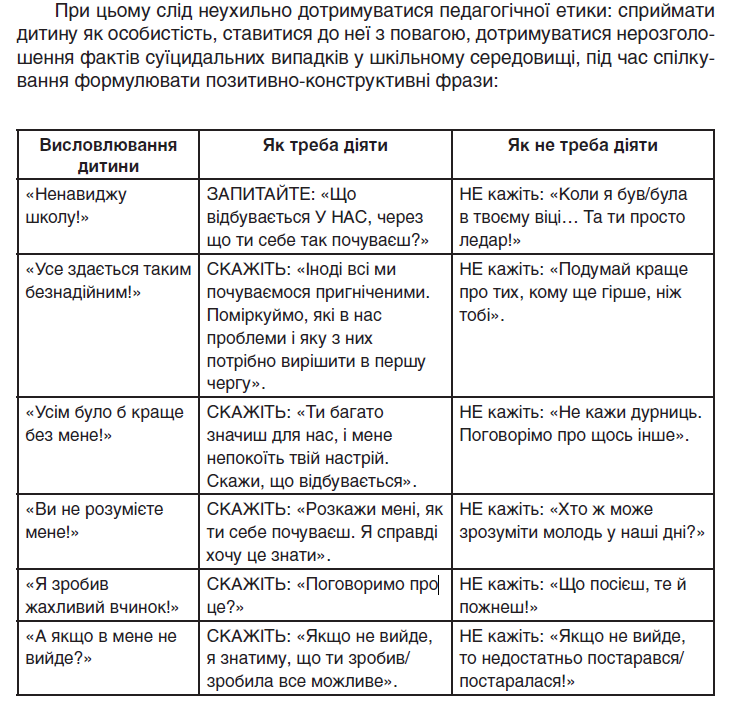 При цьому слід неухильно дотримуватися педагогічної етики: сприймати
дитину як особистість, ставитися до неї з повагою, дотримуватися нерозголо-
шення фактів суїцидальних випадків у шкільному середовищі, під час спілку-
вання формулювати позитивно-конструктивні фрази:
Висловлювання
дитини
Як треба діяти
Як не треба діяти
«Ненавиджу
школу!»
ЗАПИТАЙТЕ: «Що
відбувається У НАС, через
що ти себе так почуваєш?»
НЕ кажіть: «Коли я був/була
в твоєму віці… Та ти просто
ледар!»
«Усе здається таким
безнадійним!»
СКАЖІТЬ: «Іноді всі ми
почуваємося пригніченими.
Поміркуймо, які в нас
проблеми і яку з них
потрібно вирішити в першу
чергу».
НЕ кажіть: «Подумай краще
про тих, кому ще гірше, ніж
тобі».
«Усім було б краще
без мене!»
СКАЖІТЬ: «Ти багато
значиш для нас, і мене
непокоїть твій настрій.
Скажи, що відбувається».
НЕ кажіть: «Не кажи дурниць.
Поговорімо про щось інше».
«Ви не розумієте
мене!»
СКАЖІТЬ: «Розкажи мені, як
ти себе почуваєш. Я справді
хочу це знати».
НЕ кажіть: «Хто ж може
зрозуміти молодь у наші дні?»
«Я зробив
жахливий вчинок!»
СКАЖІТЬ: «Поговоримо про
це?»
НЕ кажіть: «Що посієш, те й
пожнеш!»
«А якщо в мене не
вийде?»
СКАЖІТЬ: «Якщо не вийде,
я знатиму, що ти зробив/
зробила все можливе».
НЕ кажіть: «Якщо не вийде,
то недостатньо постарався/
постаралася!»